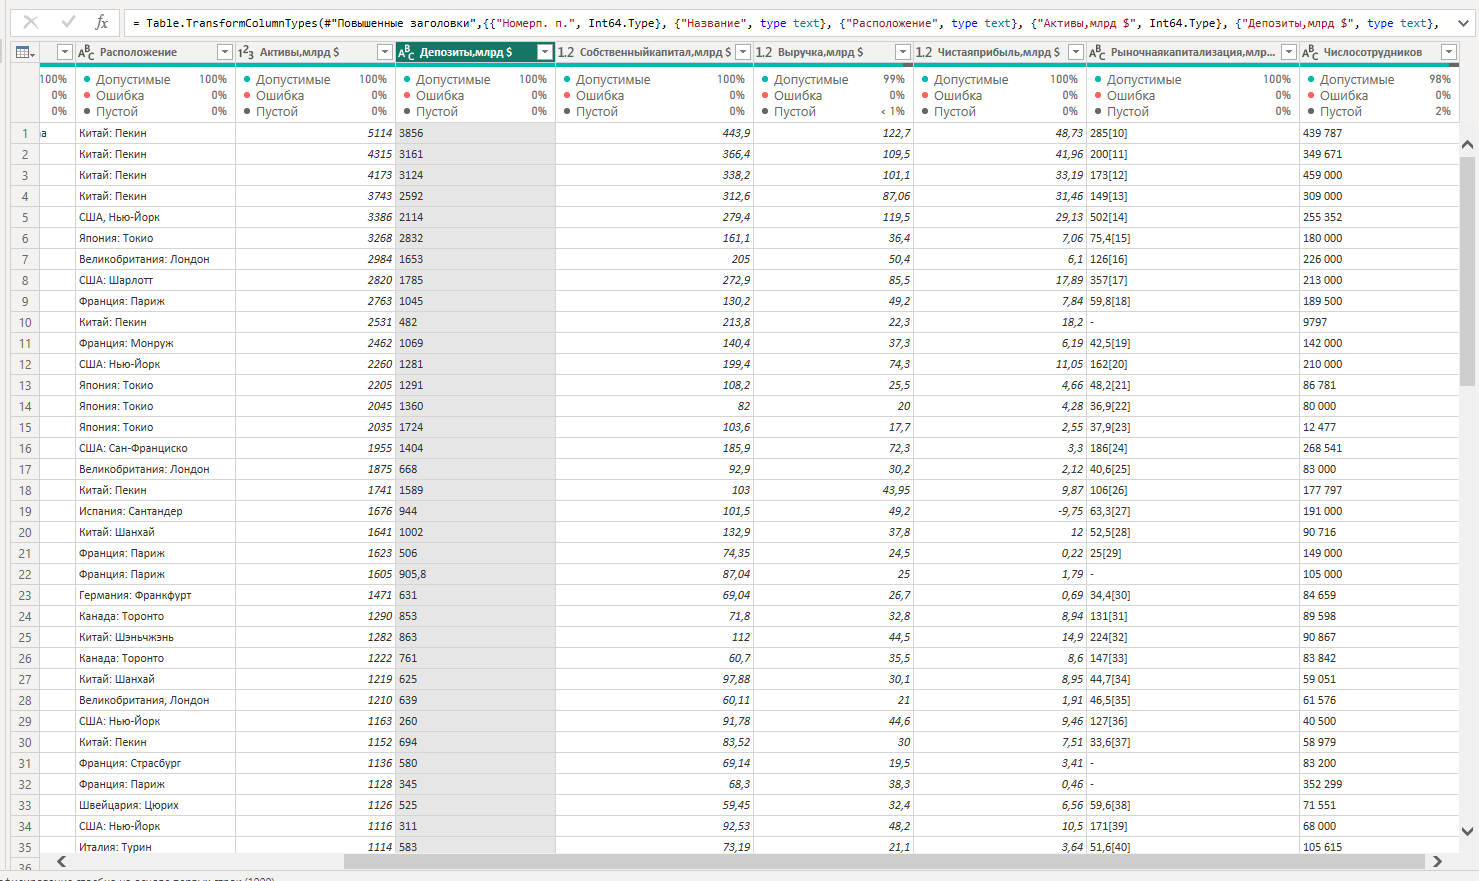 = Table.TransformColumnTypes(#"Повышенные заголовки",{{"Номерп. п.", Int64.Type}, {"Название", type text}, {"Расположение", type text}, {"Активы,млрд $", Int64.Type}, {"Депозиты,млрд $", type text},
Расположение Активы,млрд $ Депозиты,млрд $ 1.2 Собственныйкапитал,млрд $ 1.2 Выручка,млрд $ 1.2 Чистаяприбыль,млрд $ Рыночнаякапитализация,млр... Числосотрудников
100% Допустимые 100% Допустимые 100% Допустимые 100% Допустимые 100% Допустимые 99% Допустимые 100% Допустимые 100% Допустимые 98%
0% Ошибка 0% Ошибка 0% Ошибка 0% Ошибка 0% Ошибка 0% Ошибка 0% Ошибка 0% Ошибка 0%
0% Пустой 0% Пустой 0% Пустой 0% Пустой 0% Пустой < 1% Пустой 0% Пустой 0% Пустой 2%
1 Китай: Пекин 5114 3856 443,9 122,7 48,73 285[10] 439 787
2 Китай: Пекин 4315 3161 366,4 109,5 41,96 200[11] 349 671
3 Китай: Пекин 4173 3124 338,2 101,1 33,19 173[12] 459 000
4 Китай: Пекин 3743 2592 312,6 87,06 31,46 149[13] 309 000
5 США, Нью-Йорк 3386 2114 279,4 119,5 29,13 502[14] 255 352
6 Япония: Токио 3268 2832 161,1 36,4 7,06 75,4[15] 180 000
7 Великобритания: Лондон 2984 1653 205 50,4 6,1 126[16] 226 000
8 США: Шарлотт 2820 1785 272,9 85,5 17,89 357[17] 213 000
9 Франция: Париж 2763 1045 130,2 49,2 7,84 59,8[18] 189 500
10 Китай: Пекин 2531 482 213,8 22,3 18,2 - 9797
11 Франция: Монруж 2462 1069 140,4 37,3 6,19 42,5[19] 142 000
12 США: Нью-Йорк 2260 1281 199,4 74,3 11,05 162[20] 210 000
13 Япония: Токио 2205 1291 108,2 25,5 4,66 48,2[21] 86 781
14 Япония: Токио 2045 1360 82 20 4,28 36,9[22] 80 000
15 Япония: Токио 2035 1724 103,6 17,7 2,55 37,9[23] 12 477
16 США: Сан-Франциско 1955 1404 185,9 72,3 3,3 186[24] 268 541
17 Великобритания: Лондон 1875 668 92,9 30,2 2,12 40,6[25] 83 000
18 Китай: Пекин 1741 1589 103 43,95 9,87 106[26] 177 797
19 Испания: Сантандер 1676 944 101,5 49,2 -9,75 63,3[27] 191 000
20 Китай: Шанхай 1641 1002 132,9 37,8 12 52,5[28] 90 716
21 Франция: Париж 1623 506 74,35 24,5 0,22 25[29] 149 000
22 Франция: Париж 1605 905,8 87,04 25 1,79 - 105 000
23 Германия: Франкфурт 1471 631 69,04 26,7 0,69 34,4[30] 84 659
24 Канада: Торонто 1290 853 71,8 32,8 8,94 131[31] 89 598
25 Китай: Шэньчжэнь 1282 863 112 44,5 14,9 224[32] 90 867
26 Канада: Торонто 1222 761 60,7 35,5 8,6 147[33] 83 842
27 Китай: Шанхай 1219 625 97,88 30,1 8,95 44,7[34] 59 051
28 Великобритания, Лондон 1210 639 60,11 21 1,91 46,5[35] 61 576
29 США: Нью-Йорк 1163 260 91,78 44,6 9,46 127[36] 40 500
30 Китай: Пекин 1152 694 83,52 30 7,51 33,6[37] 58 979
31 Франция: Страсбург 1136 580 69,14 19,5 3,41 - 83 200
32 Франция: Париж 1128 345 68,3 38,3 0,46 - 352 299
33 Швейцария: Цюрих 1126 525 59,45 32,4 6,56 59,6[38] 71 551
34 США: Нью-Йорк 1116 311 92,53 48,2 10,5 171[39] 68 000
35 Италия: Турин 1114 583 73,19 21,1 3,64 51,6[40] 105 615
36